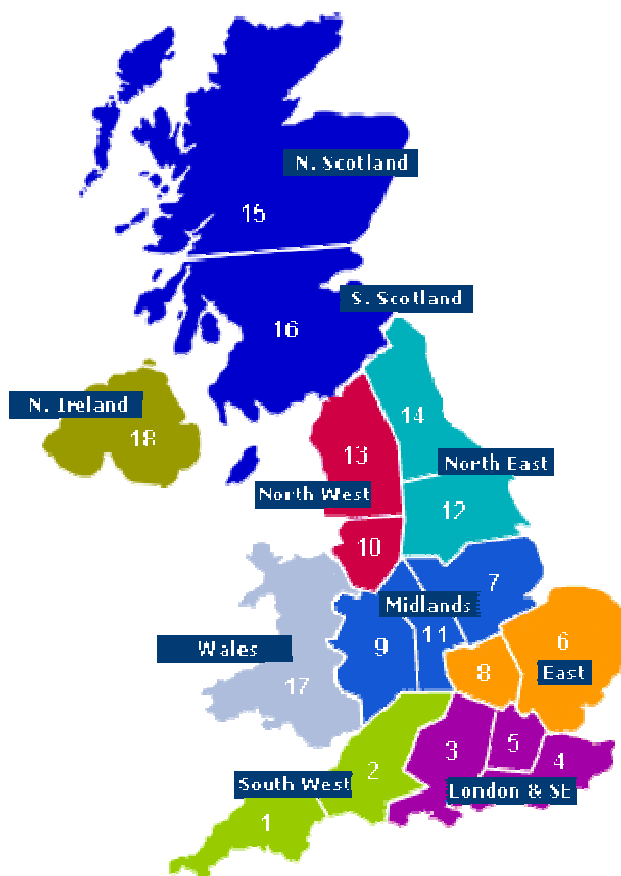 N. Scotland
15
S. Scotland
16
N. Ireland
18
14
13
North East
North West
12
10
7
Midlands
11
9
6
Wales
8
East
17
3
5
4
2
South West
London & SE
1